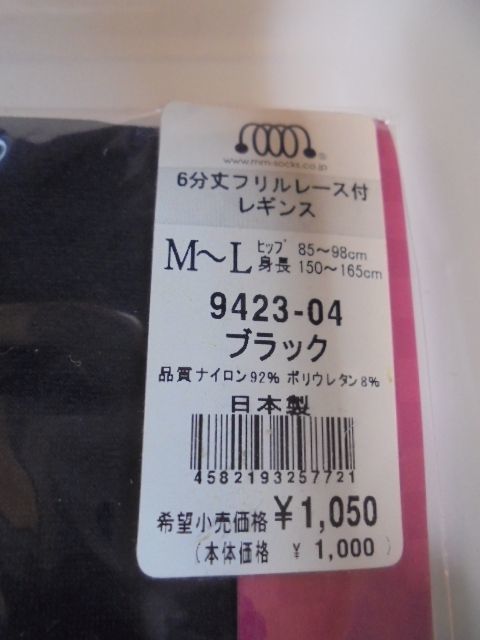 www.mm-socks.co.jp
6分丈フリルレース付
レギンス
M～L ヒップ 85～98cm
身長 150～165cm
9423-04
ブラック
品質 ナイロン92% ポリウレタン8%
日本製
4582193257721
希望小売価格 ¥1,050
(本体価格 ¥ 1,000)